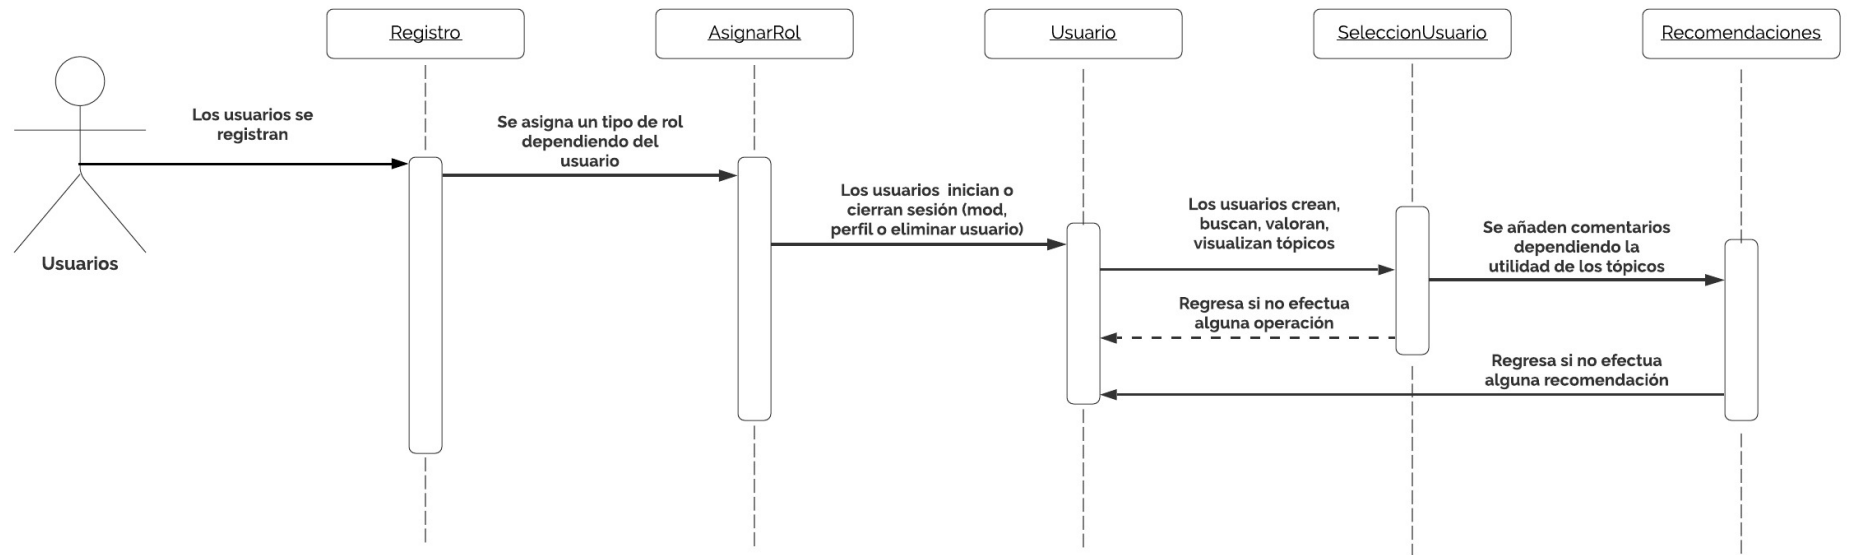 Registro
AsignarRol
Usuario
SeleccionUsuario
Recomendaciones
Los usuarios se
registran
Se asigna un tipo de rol
dependiendo del
usuario
Los usuarios  inician o
cierran sesión (mod,
perfil o eliminar usuario)
Los usuarios crean,
buscan, valoran,
visualizan tópicos
Se añaden comentarios
dependiendo la
utilidad de los tópicos
Usuarios
Regresa si no efectua
alguna operación
Regresa si no efectua
alguna recomendación